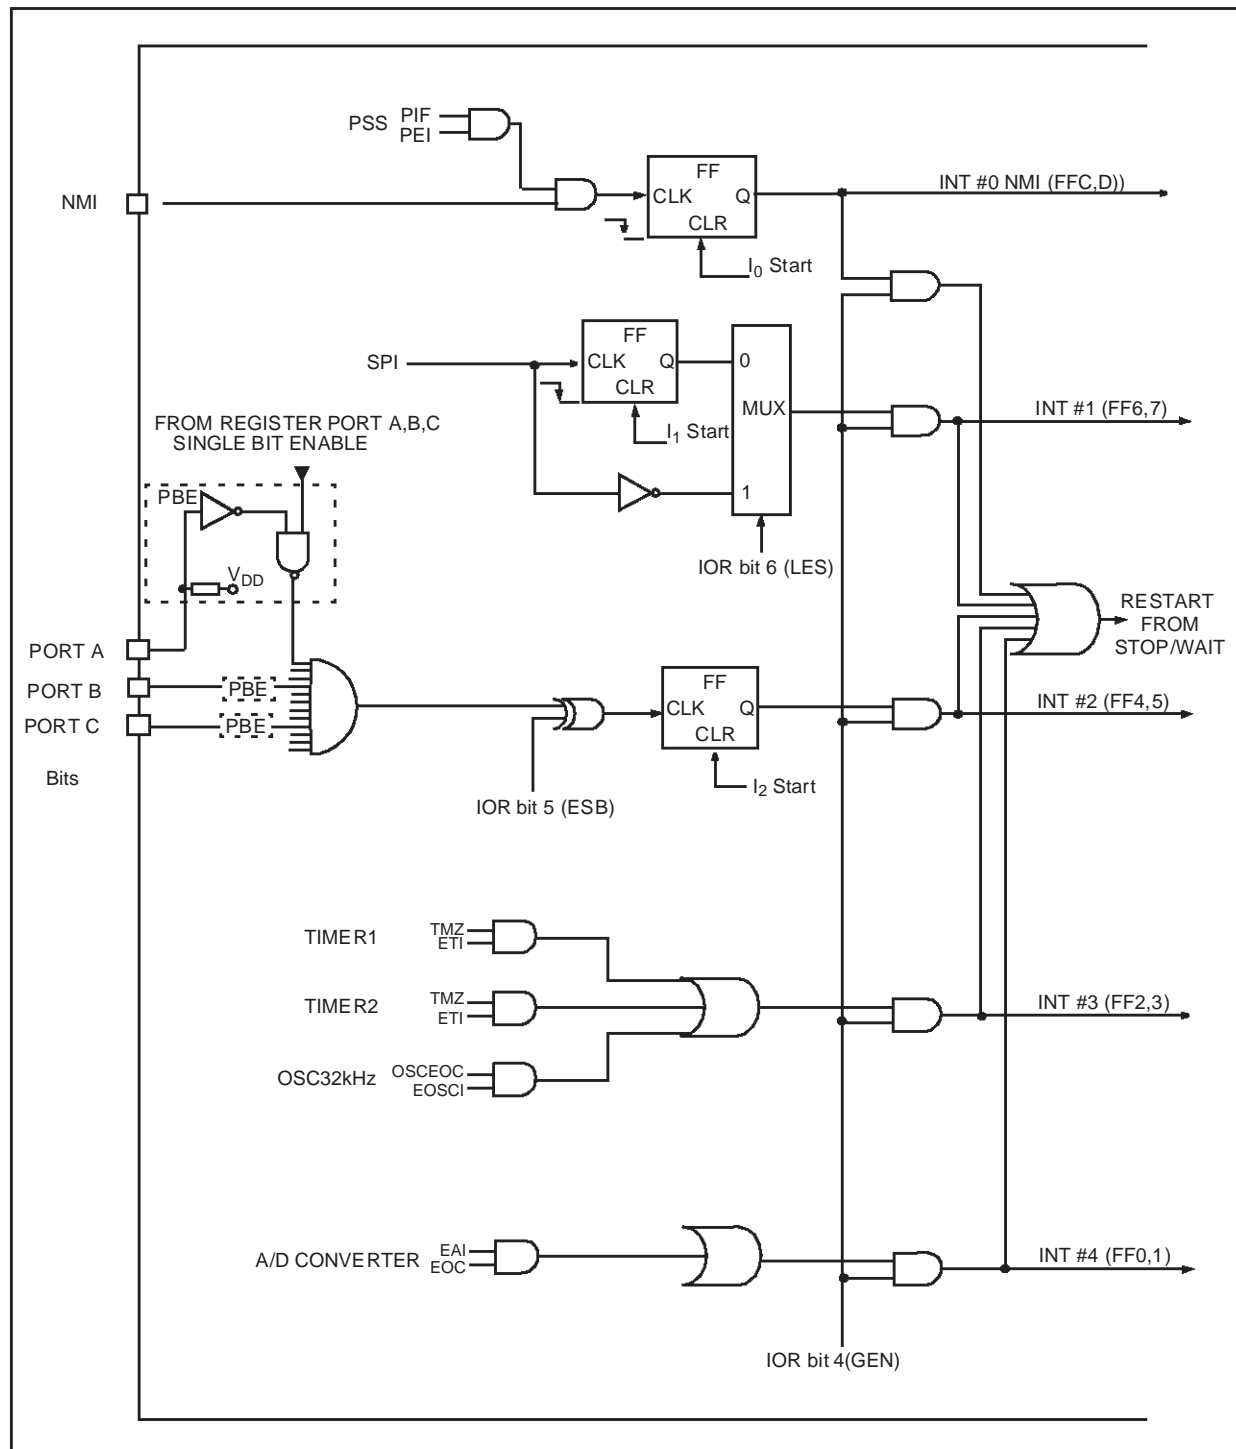 PSS
PIF
PEI
NMI
FF
CLK
Q
CLR
I0 Start
INT #0 NMI (FFC,D))
SPI
FF
CLK
Q
CLR
I1 Start
0
MUX
1
IOR bit 6 (LES)
INT #1 (FF6,7)
FROM REGISTER PORT A,B,C
SINGLE BIT ENABLE
PBE
VDD
PORT A
PORT B
PBE
PORT C
PBE
Bits
RESTART
FROM
STOP/WAIT
FF
CLK
Q
CLR
I2 Start
INT #2 (FF4,5)
IOR bit 5 (ESB)
TIMER1
TMZ
ETI
TIMER2
TMZ
ETI
INT #3 (FF2,3)
OSC32kHz
OSCEOC
EOSCI
A/D CONVERTER
EAI
EOC
INT #4 (FF0,1)
IOR bit 4(GEN)